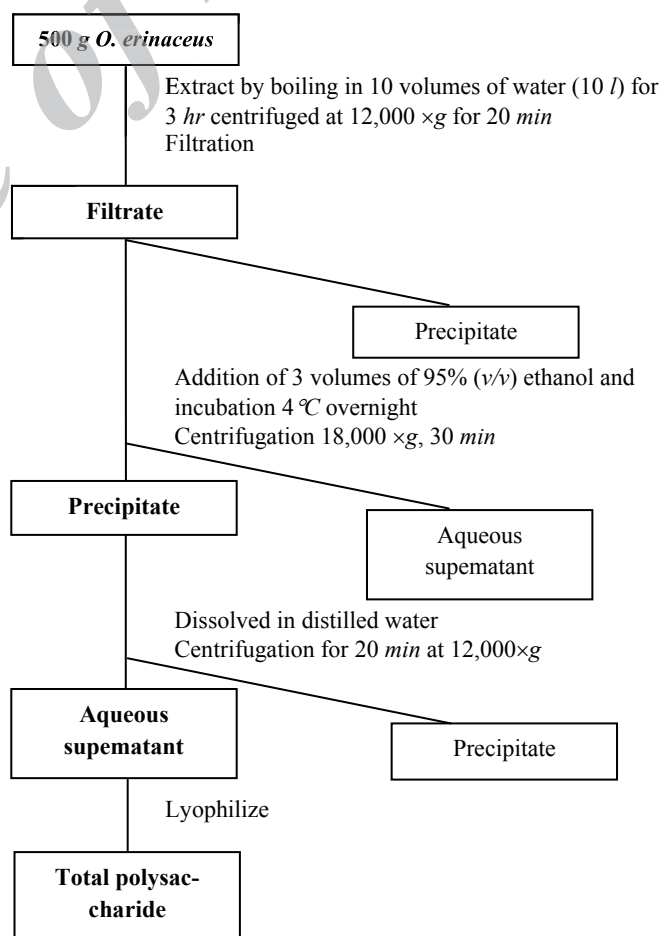 500 g O. erinaceus
Extract by boiling in 10 volumes of water (10 l) for
3 hr centrifuged at 12,000 ×g for 20 min
Filtration
Filtrate
Precipitate
Addition of 3 volumes of 95% (v/v) ethanol and
incubation 4℃ overnight
Centrifugation 18,000 ×g, 30 min
Precipitate
Aqueous
supematant
Dissolved in distilled water
Centrifugation for 20 min at 12,000×g
Aqueous
supematant
Precipitate
Lyophilize
Total polysac-
charide